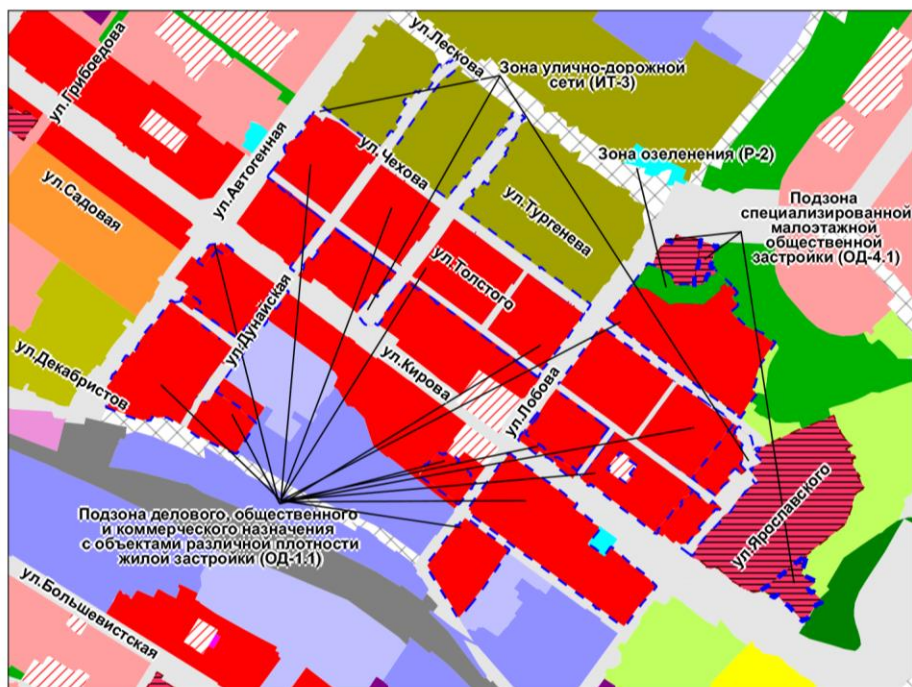 ул.Грибоедова
ул.Лескова
Зона улично-дорожной
сети (ИТ-3)
ул.Автогенная
ул.Чехова
Зона озеленения (Р-2)
ул.Садовая
ул.Тургенева
Подзона
специализированной
малоэтажной
общественной
застройки (ОД-4.1)
ул.Толстого
ул.Дунайская
ул.Декабристов
ул.Кирова
ул.Лобова
Подзона делового, общественного
и коммерческого назначения
с объектами различной плотности
жилой застройки (ОД-1.1)
ул.Ярославского
ул.Большевистская